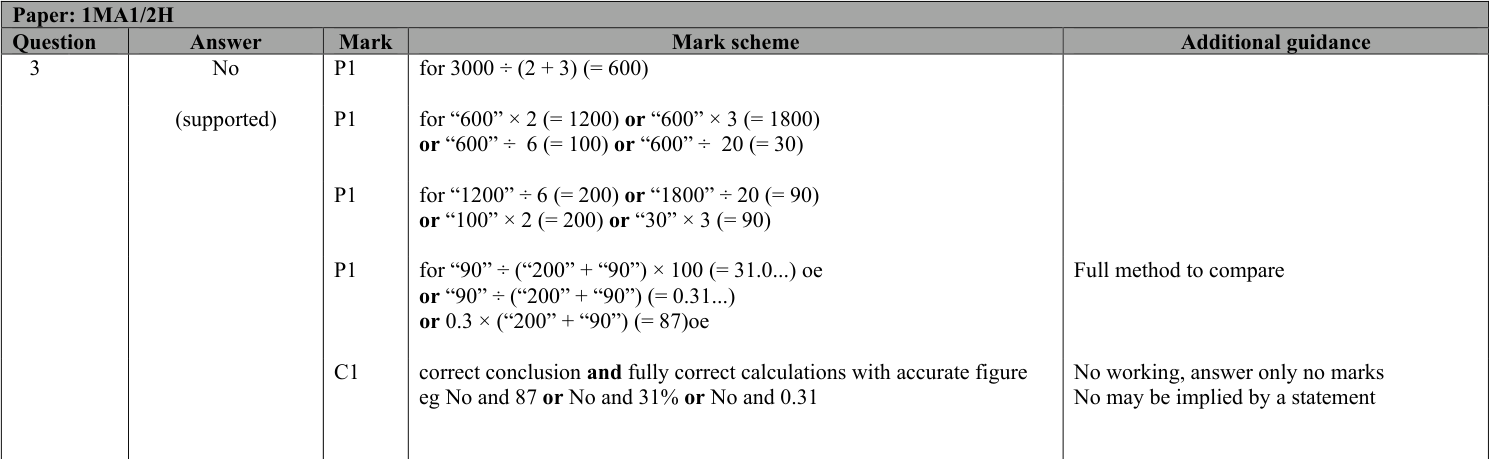 Paper: 1MA1/2H
Question Answer Mark Mark scheme Additional guidance
3 No P1 for 3000 ÷ (2 + 3) (= 600)
(supported) P1 for “600” × 2 (= 1200) or “600” × 3 (= 1800)
or “600” ÷ 6 (= 100) or “600” ÷ 20 (= 30)
P1 for “1200” ÷ 6 (= 200) or “1800” ÷ 20 (= 90)
or “100” × 2 (= 200) or “30” × 3 (= 90)
P1 for “90” ÷ (“200” + “90”) × 100 (= 31.0...) oe Full method to compare
or “90” ÷ (“200” + “90”) (= 0.31...)
or 0.3 × (“200” + “90”) (= 87)oe
C1 correct conclusion and fully correct calculations with accurate figure No working, answer only no marks
eg No and 87 or No and 31% or No and 0.31 No may be implied by a statement